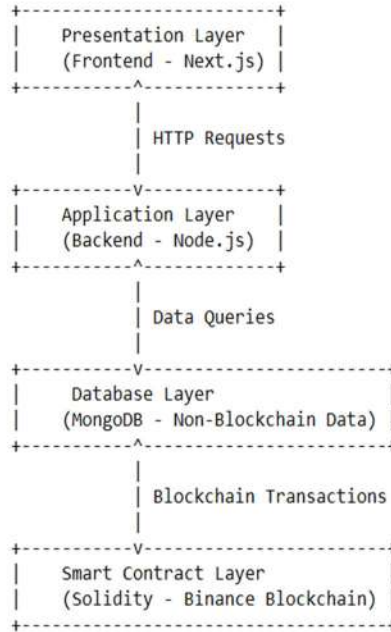 Presentation Layer
(Frontend - Next.js)
HTTP Requests
Application Layer
(Backend - Node.js)
Data Queries
Database Layer
(MongoDB - Non-Blockchain Data)
Blockchain Transactions
Smart Contract Layer
(Solidity - Binance Blockchain)